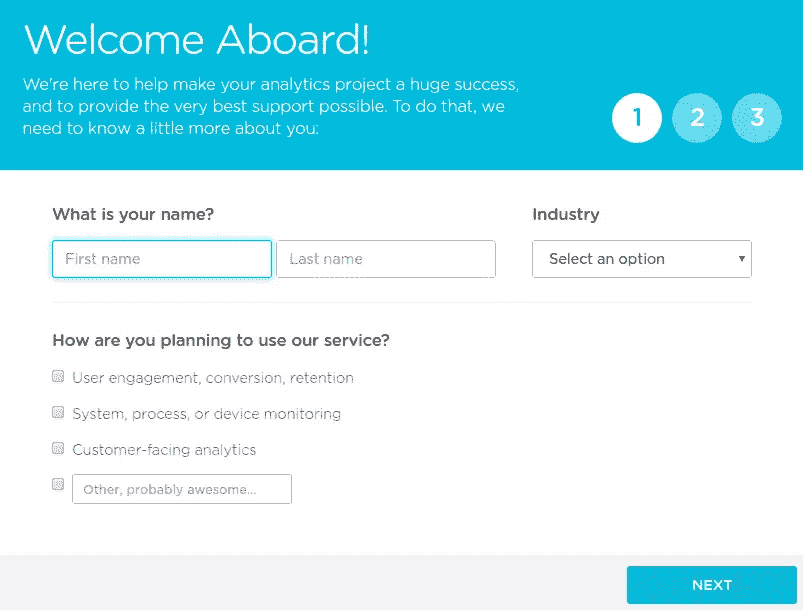 Welcome Aboard!
We're here to help make your analytics project a huge success,
and to provide the very best support possible. To do that, we
need to know a little more about you:
1 2 3
What is your name?
Industry
First name
Last name
Select an option
How are you planning to use our service?
User engagement, conversion, retention
System, process, or device monitoring
Customer-facing analytics
Other, probably awesome...
NEXT